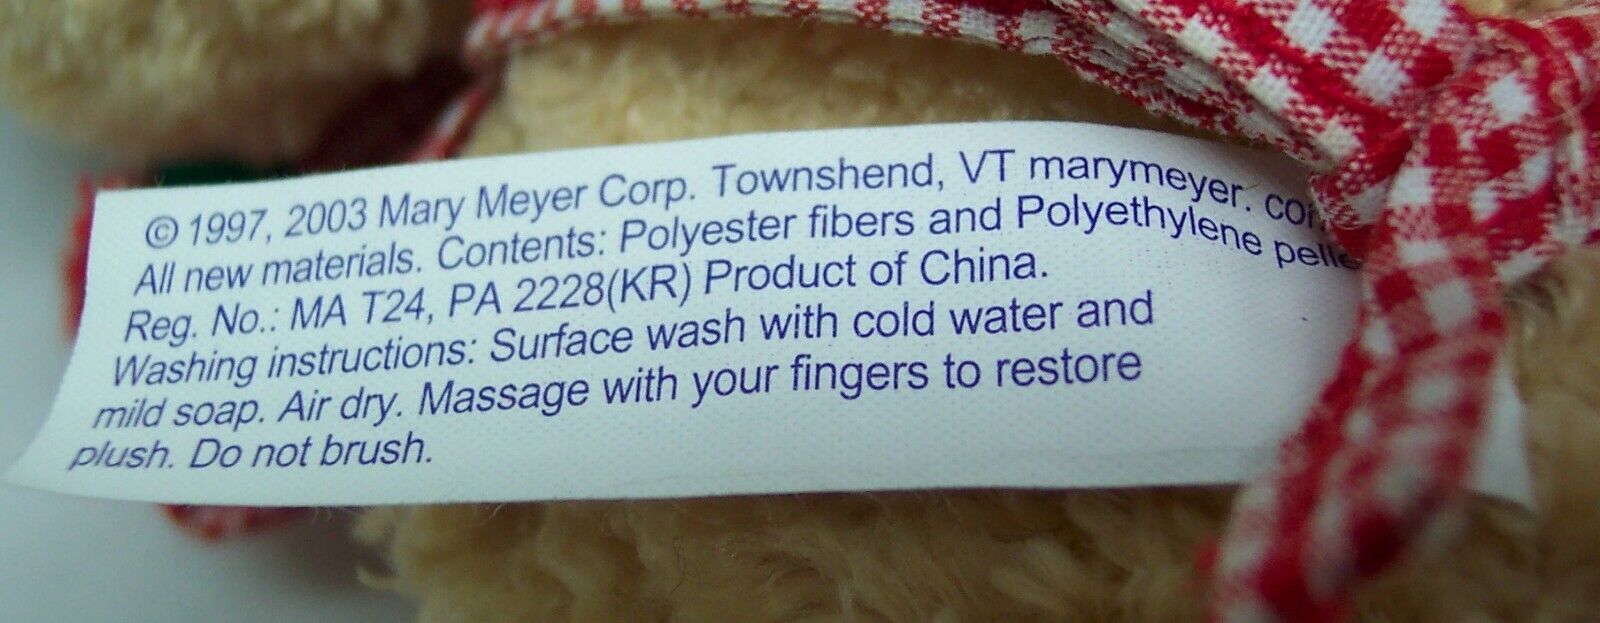 © 1997, 2003 Mary Meyer Corp. Townshend, VT marymeyer. co
All new materials. Contents: Polyester fibers and Polyethylene pelle
Reg. No.: MA T24, PA 2228(KR) Product of China.
Washing instructions: Surface wash with cold water and
mild soap. Air dry. Massage with your fingers to restore
plush. Do not brush.